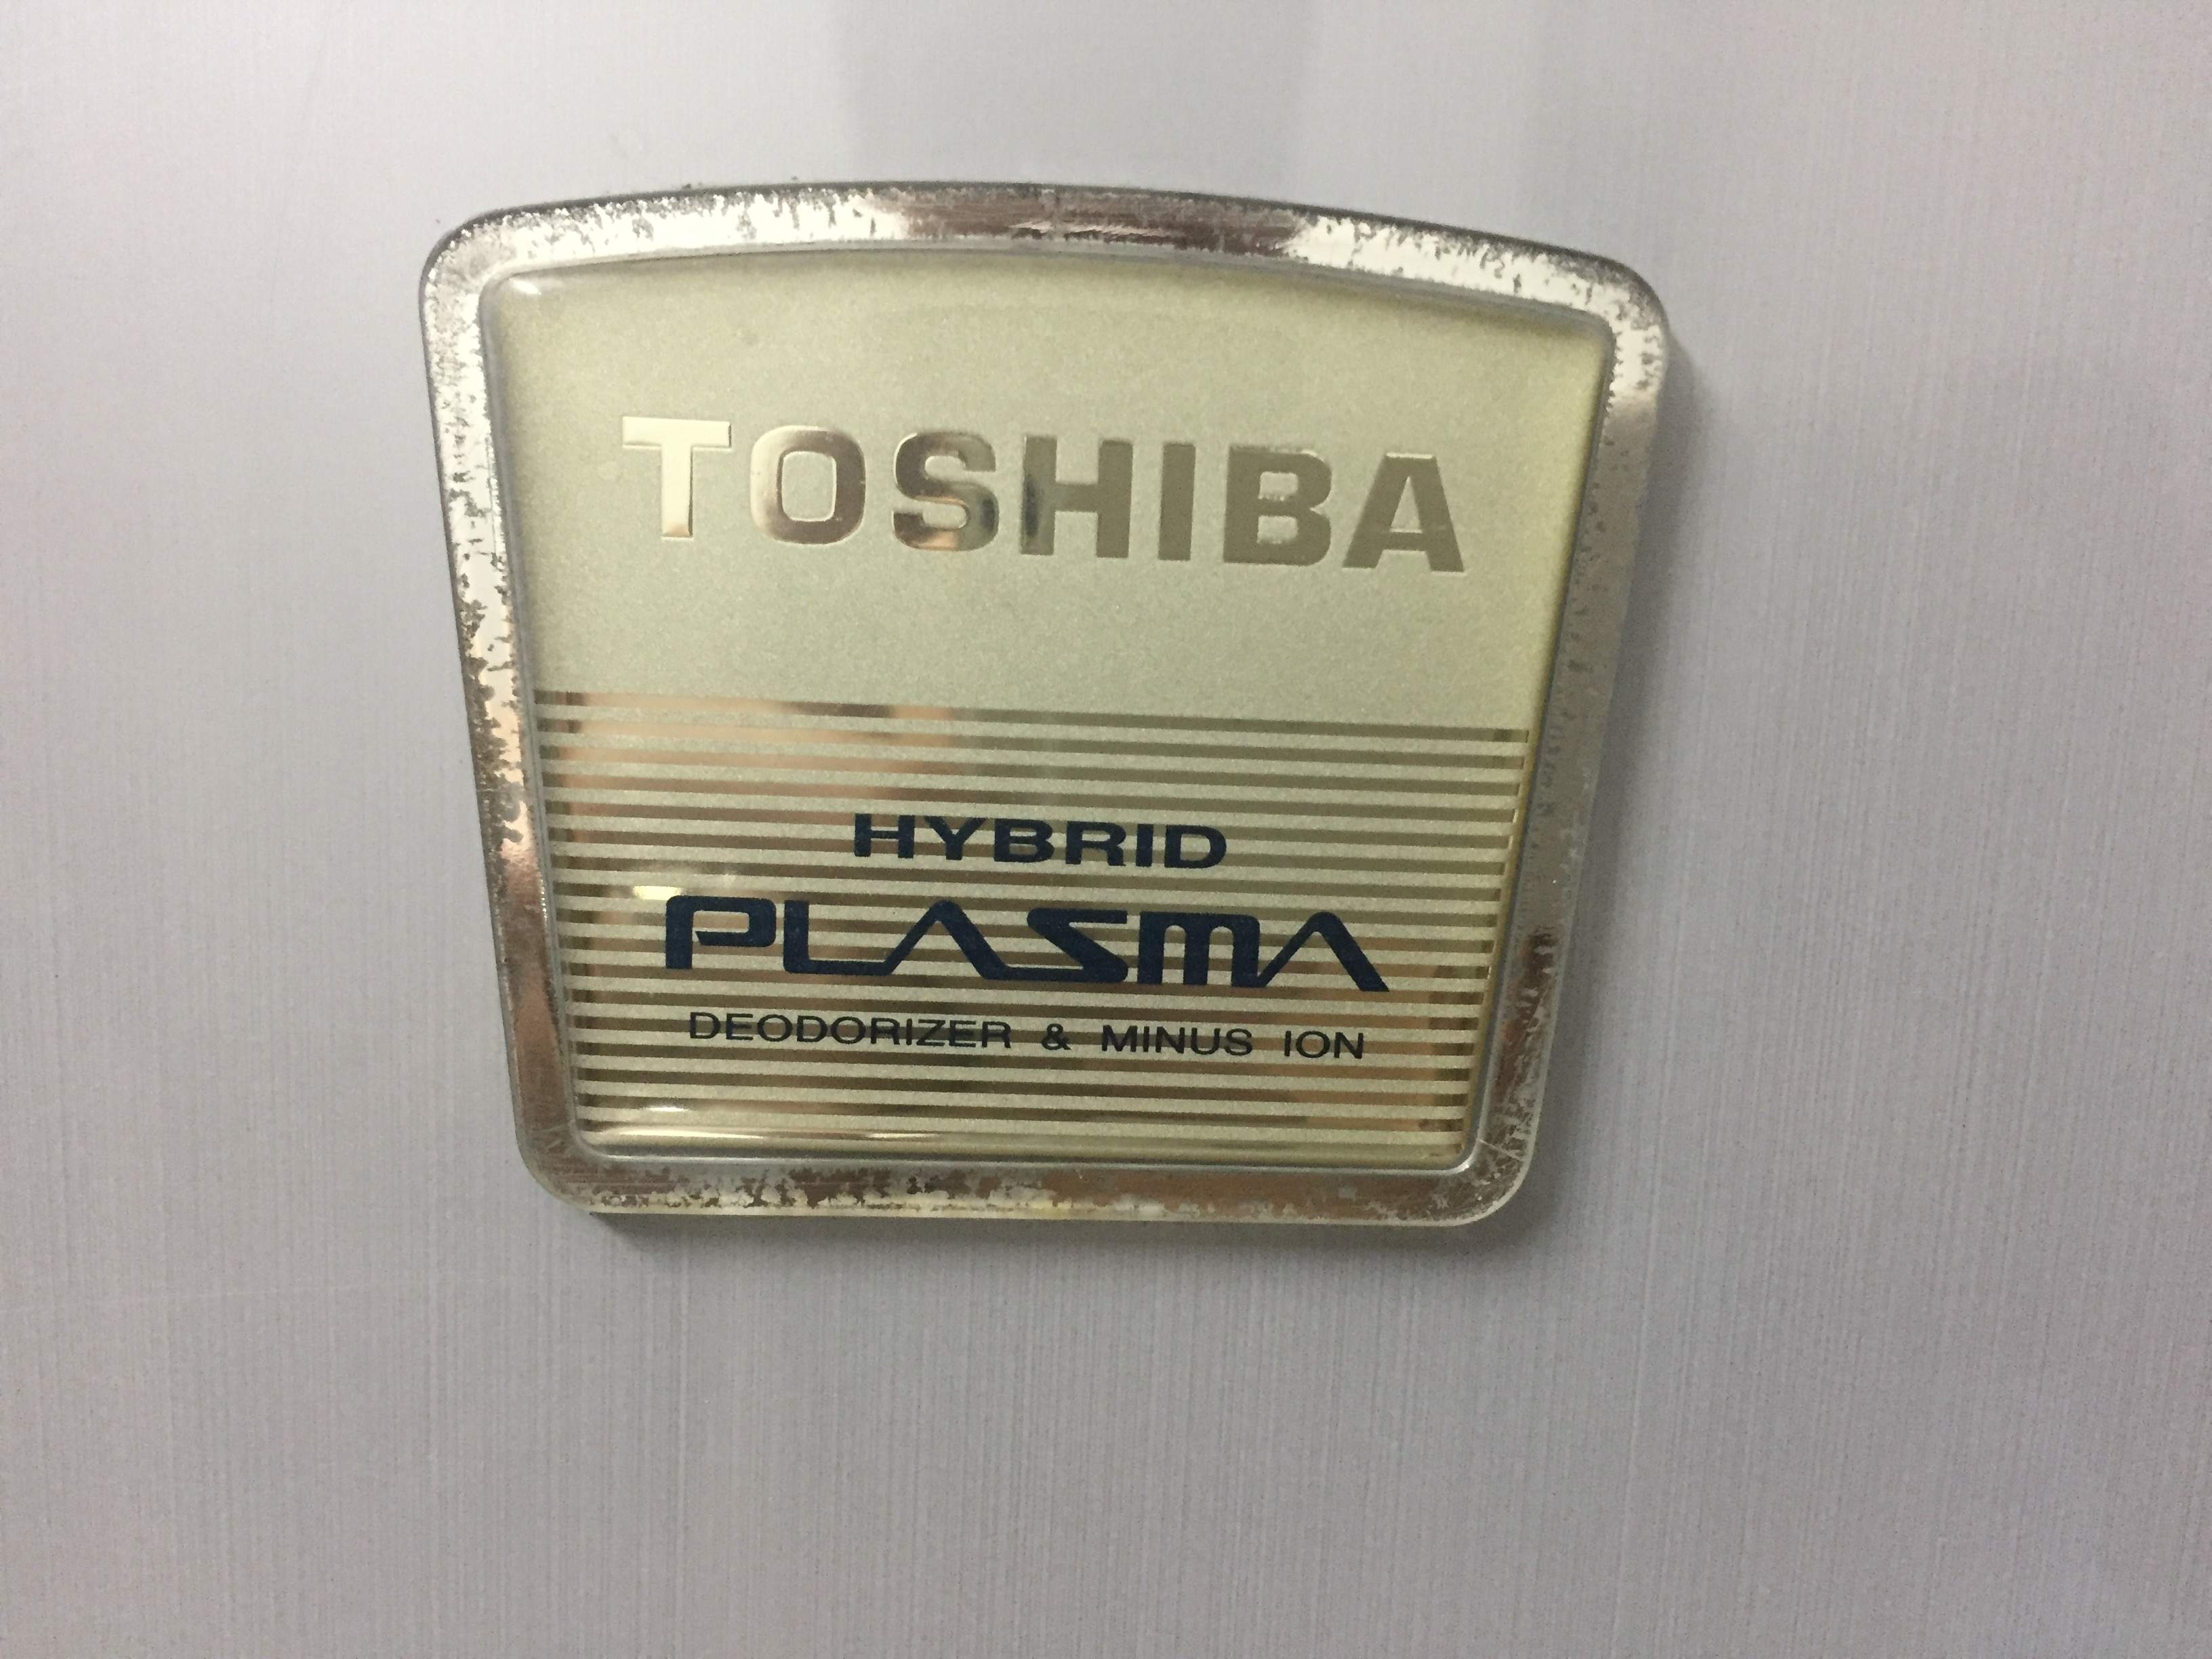 TOSHIBA
HYBRID
PLASMA
DEODORIZER & MINUS ION